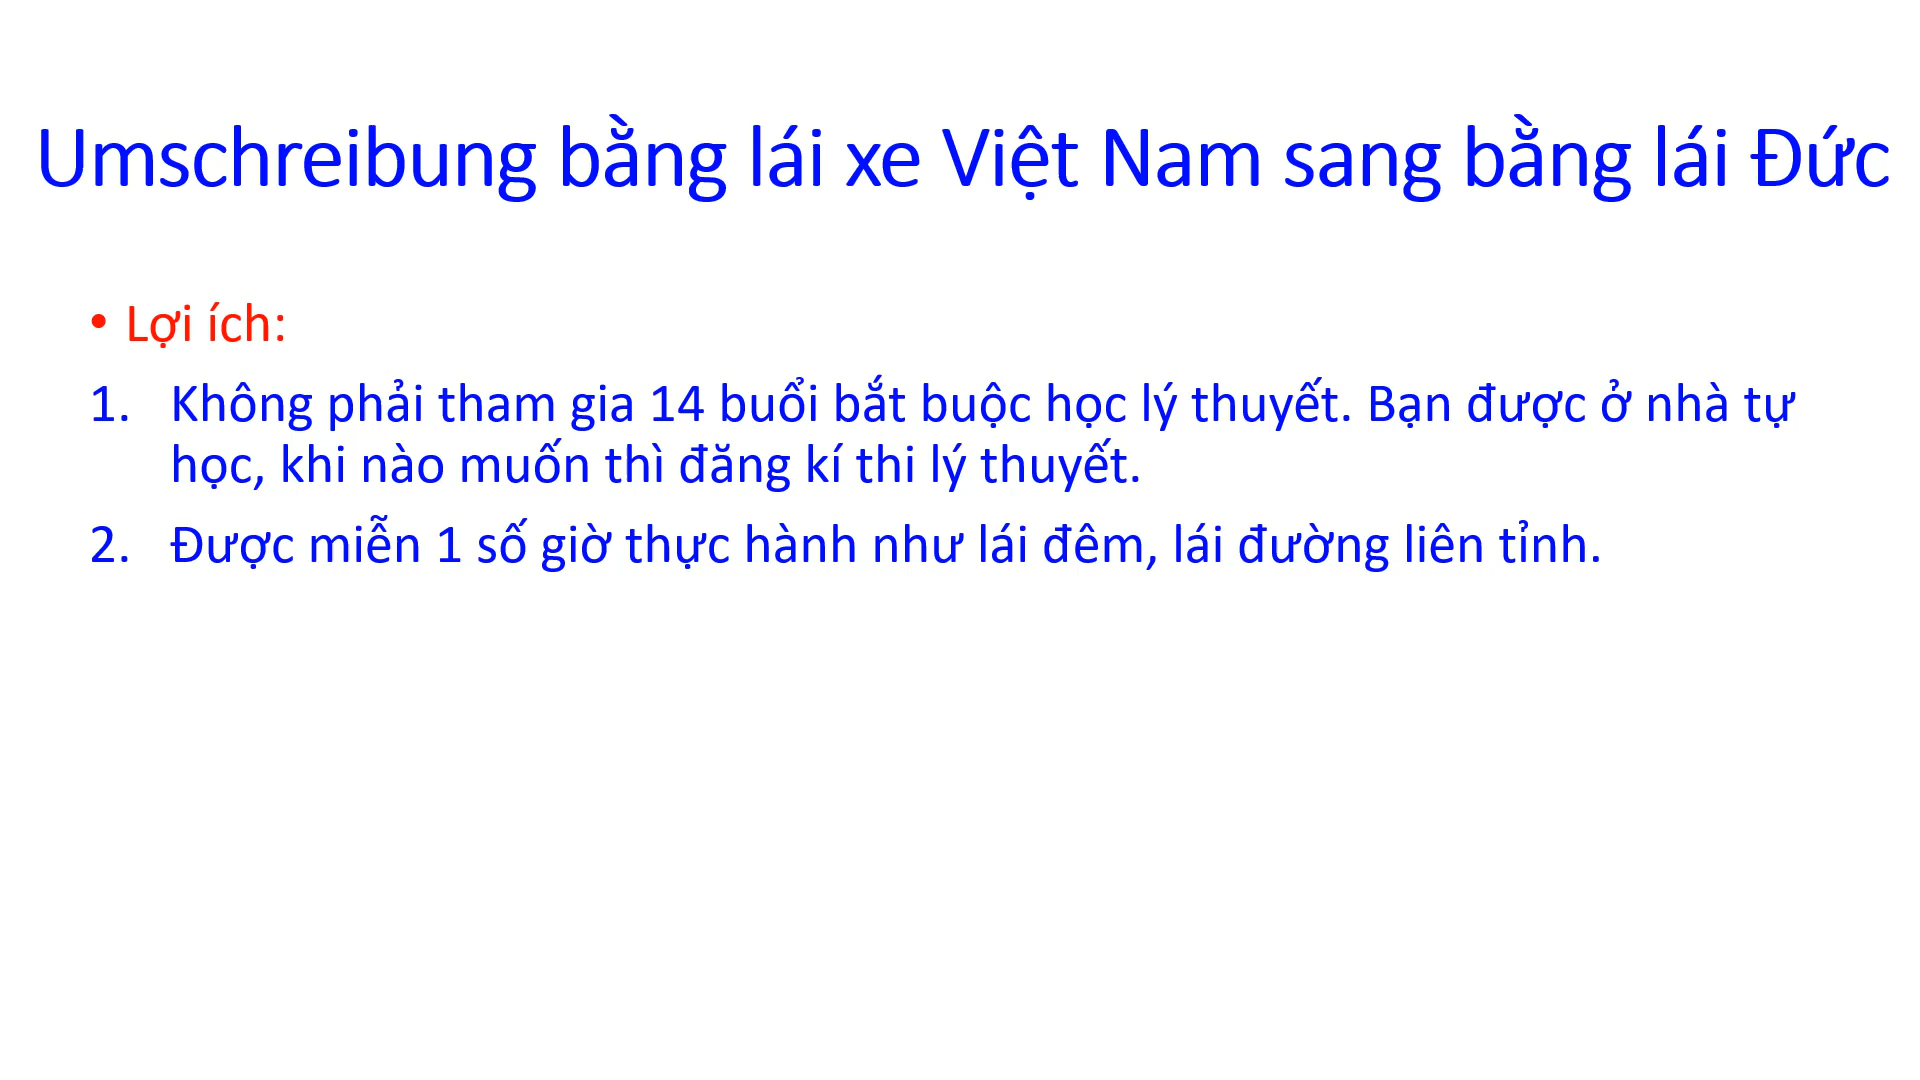 Umschreibung bằng lái xe Việt Nam sang bằng lái Đức
• Lợi ích:
1. Không phải tham gia 14 buổi bắt buộc học lý thuyết. Bạn được ở nhà tự
học, khi nào muốn thì đăng kí thi lý thuyết.
2. Được miễn 1 số giờ thực hành như lái đêm, lái đường liên tỉnh.